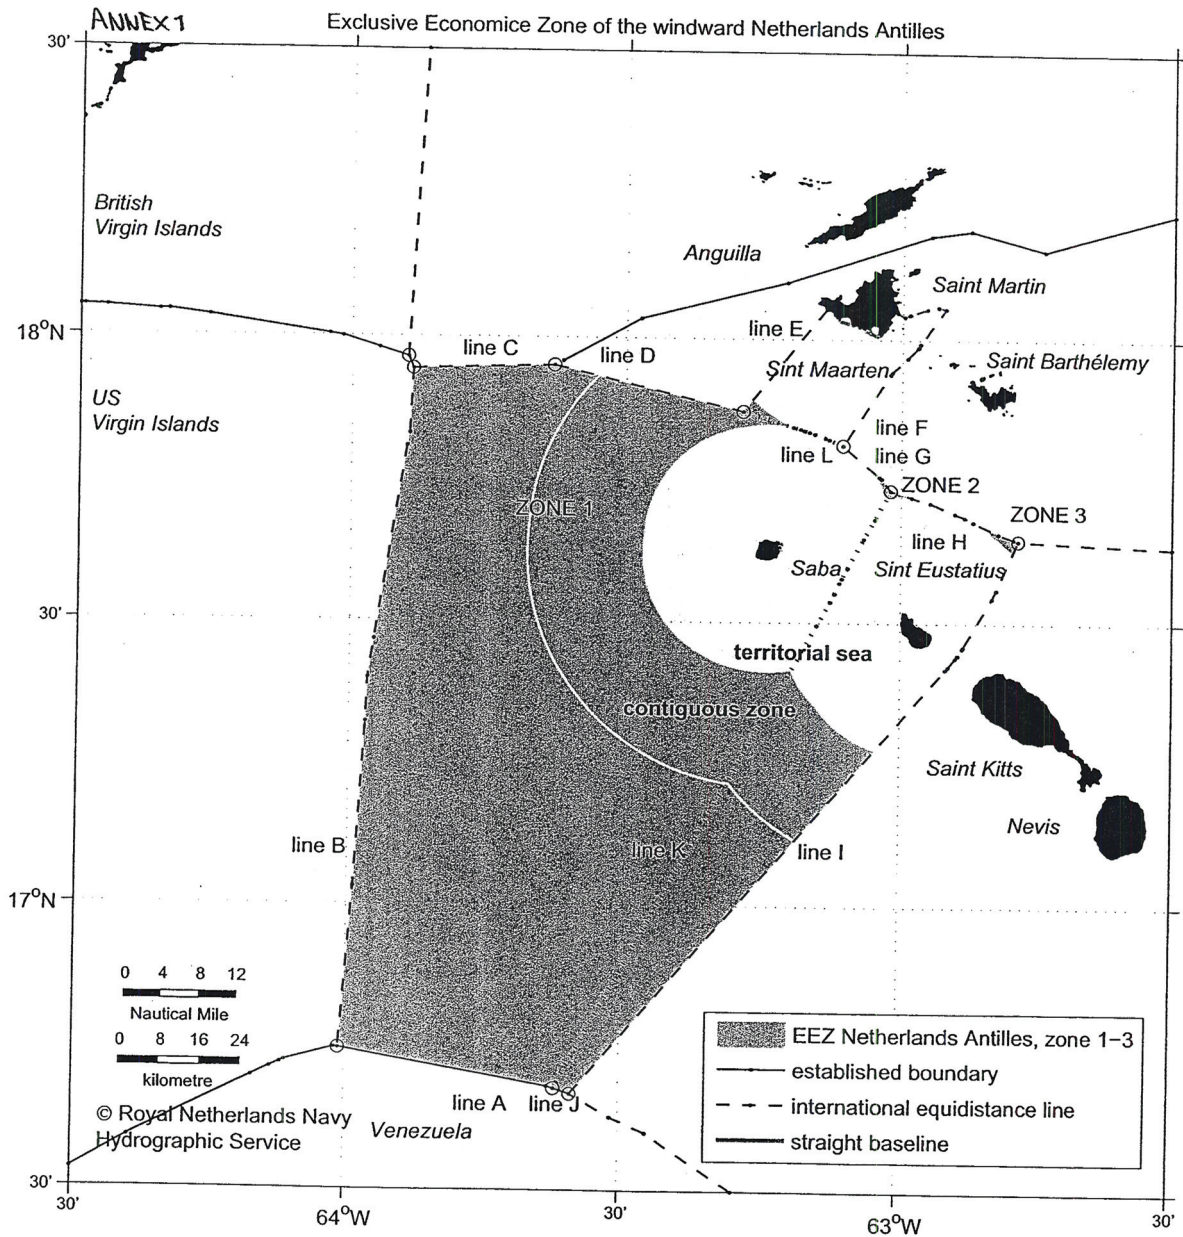 ANNEX 1
Exclusive Economice Zone of the windward Netherlands Antilles
30'
British
Virgin Islands
Anguilla
Saint Martin
18°N
line C
line D
line E
Sint Maarten
Saint Barthélemy
US
Virgin Islands
line F
line L
line G
ZONE 2
ZONE 1
ZONE 3
line H
Saba
Sint Eustatius
30'
territorial sea
contiguous zone
Saint Kitts
Nevis
line B
line K
line I
17°N
0 4 8 12
Nautical Mile
0 8 16 24
kilometre
EEZ Netherlands Antilles, zone 1-3
established boundary
international equidistance line
straight baseline
line A
line J
© Royal Netherlands Navy
Hydrographic Service
Venezuela
30'
30'
64°W
30'
63°W
30'